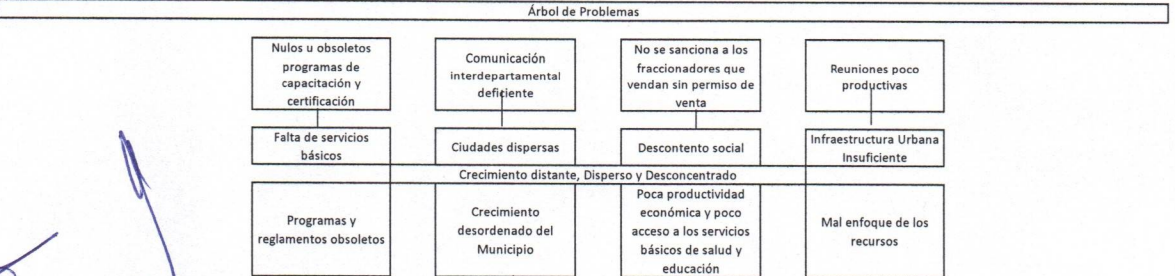 Árbol de Problemas
Nulos u obsoletos
programas de
capacitación y
certificación
Comunicación
interdepartamental
deficiente
No se sanciona a los
fraccionadores que
vendan sin permiso de
venta
Reuniones poco
productivas
Falta de servicios
básicos
Ciudades dispersas
Descontento social
Infraestructura Urbana
Insuficiente
Crecimiento distante, Disperso y Desconcentrado
Programas y
reglamentos obsoletos
Crecimiento
desordenado del
Municipio
Poca productividad
económica y poco
acceso a los servicios
básicos de salud y
educación
Mal enfoque de los
recursos